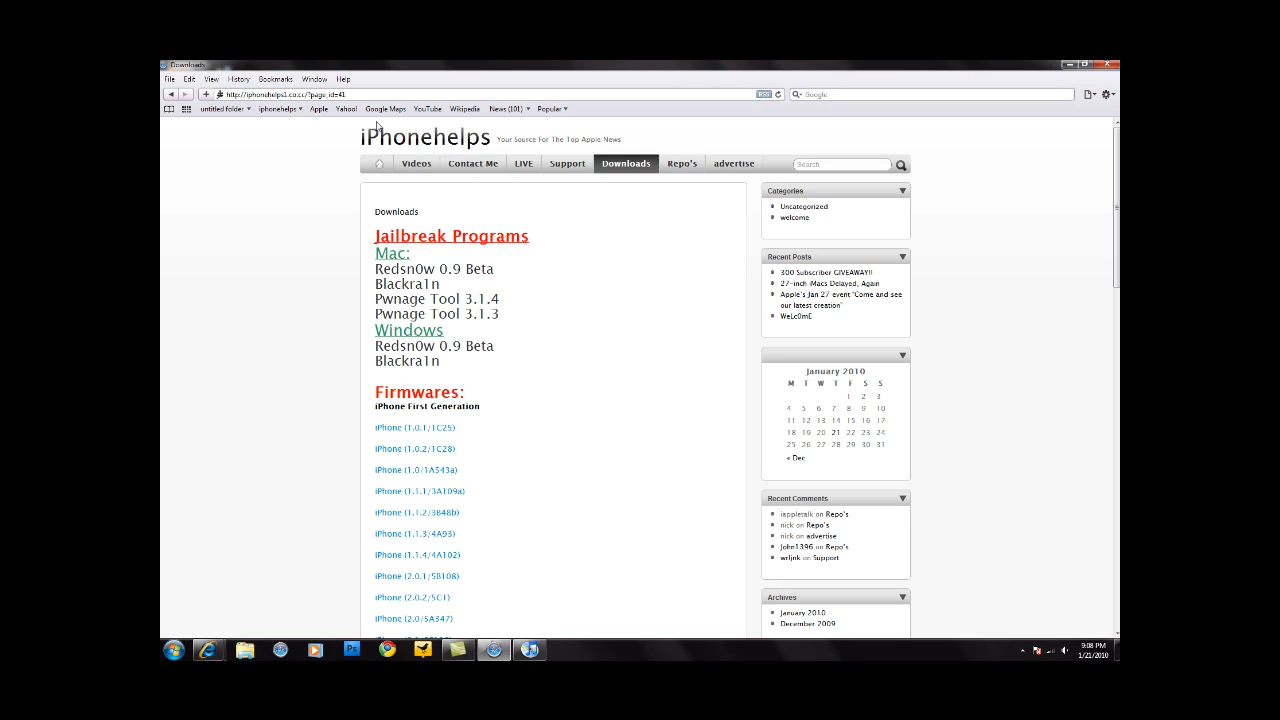 Downloads
File Edit View History Bookmarks Window Help
http://iphonehelps1.co.cc/?page_id=41 RSS Google
untitled folder iphonehelps Apple Yahoo! Google Maps YouTube Wikipedia News (101) Popular
iPhonehelps Your Source For The Top Apple News
Videos Contact Me LIVE Support Downloads Repo's advertise Search
Downloads
Jailbreak Programs
Mac:
Redsn0w 0.9 Beta
Blackra1n
Pwnage Tool 3.1.4
Pwnage Tool 3.1.3
Windows
Redsn0w 0.9 Beta
Blackra1n
Firmwares:
iPhone First Generation
iPhone (1.0.1/1C25)
iPhone (1.0.2/1C28)
iPhone (1.0/1A543a)
iPhone (1.1.1/3A109a)
iPhone (1.1.2/3B48b)
iPhone (1.1.3/4A93)
iPhone (1.1.4/4A102)
iPhone (2.0.1/5B108)
iPhone (2.0.2/5C1)
iPhone (2.0/5A347)
Categories
Uncategorized
welcome
Recent Posts
300 Subscriber GIVEAWAY!!
27-inch iMacs Delayed, Again
Apple's Jan 27 event "Come and see
our latest creation"
WeLc0mE
January 2010
M T W T F S S
1 2 3
4 5 6 7 8 9 10
11 12 13 14 15 16 17
18 19 20 21 22 23 24
25 26 27 28 29 30 31
« Dec
Recent Comments
iappletalk on Repo's
nick on Repo's
nick on advertise
John1396 on Repo's
wrljnk on Support
Archives
January 2010
December 2009
Ps
9:08 PM
1/21/2010